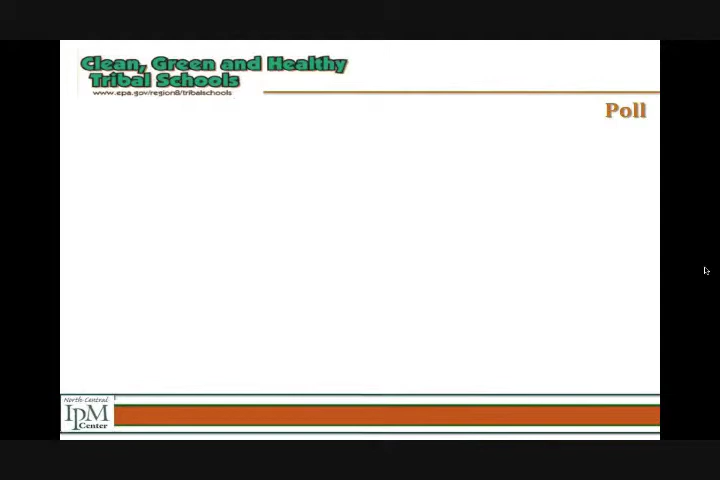 Clean, Green and Healthy
Tribal Schools
www.epa.gov/region8/tribalschools
Poll
North Central
IPM
Center